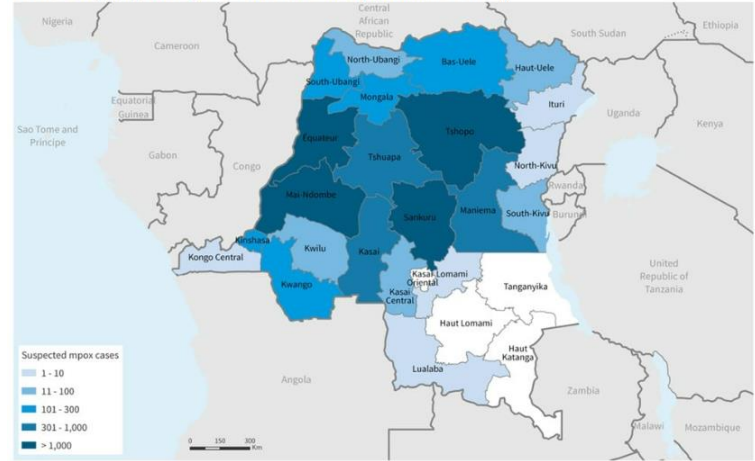 Nigeria
Central
African
Republic
South Sudan
Ethiopia
Cameroon
North-Ubangi
Bas-Uele
Haut-Uele
South-Ubangi
Mongala
Equatorial
Guinea
Ituri
Sao Tome and
Principe
Uganda
Kenya
Equateur
Tshopo
Gabon
Congo
Tshuapa
North-Kivu
Rwanda
Mai-Ndombe
Sankuru
Maniema
South-Kivu
Burundi
Kinshasa
Kwilu
Kasai
Kongo Central
Kwango
Kasai
Oriental
Lomami
Kasai
Central
Tanganyika
United
Republic of
Tanzania
Haut Lomami
Haut
Katanga
Lualaba
Angola
Zambia
Malawi
Mozambique
Suspected mpox cases
1 - 10
11 - 100
101 - 300
301 - 1,000
> 1,000
0 150 300
Km